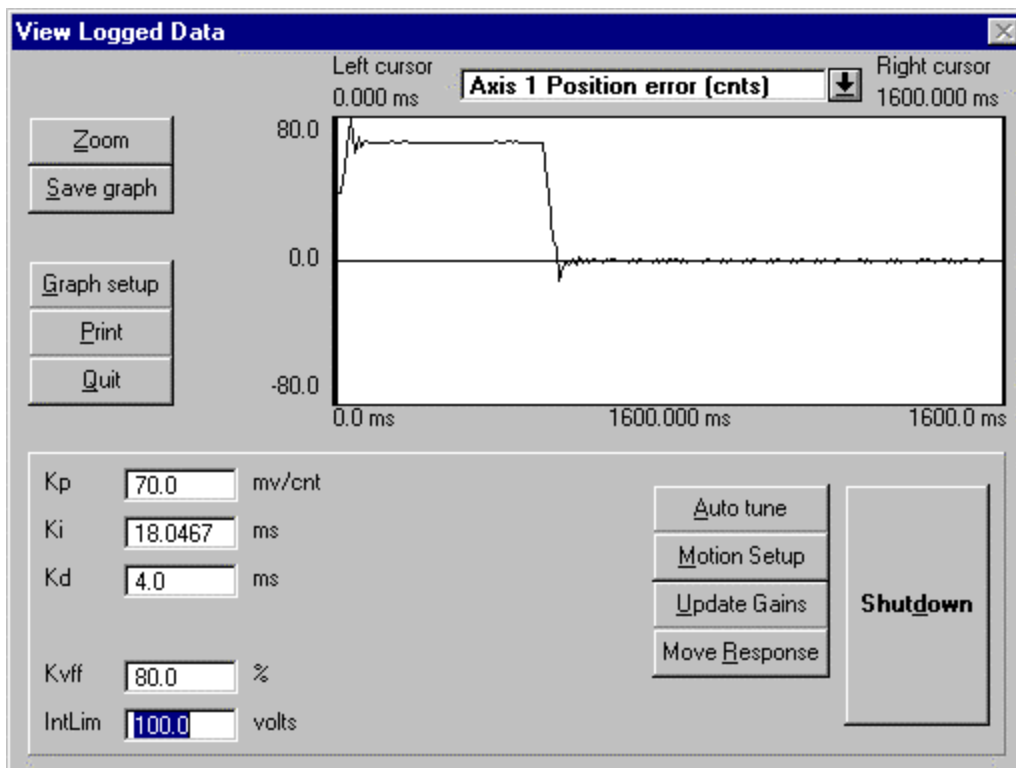 View Logged Data
Left cursor
0.000 ms
Axis 1 Position error (cnts)
Right cursor
1600.000 ms
Zoom
Save graph
Graph setup
Print
Quit
80.0
0.0
-80.0
0.0 ms
1600.000 ms
1600.0 ms
Kp 70.0 mv/cnt
Ki 18.0467 ms
Kd 4.0 ms
Kvff 80.0 %
IntLim 100.0 volts
Auto tune
Motion Setup
Update Gains
Move Response
Shutdown